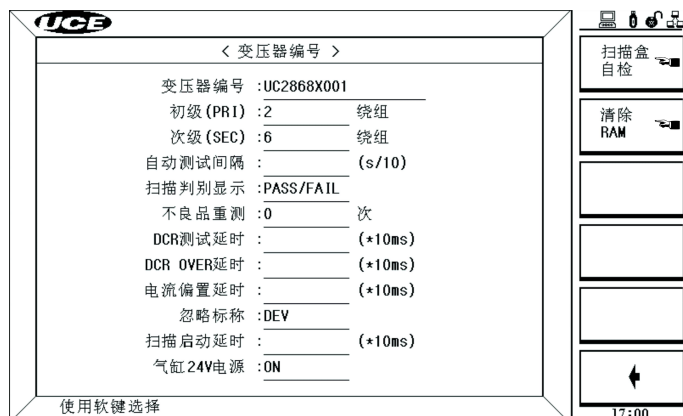 UCE
< 变压器编号 >
变压器编号 :UC2868X001
初级(PRI) :2 绕组
次级(SEC) :6 绕组
自动测试间隔 : (s/10)
扫描判别显示 :PASS/FAIL
不良品重测 :0 次
DCR测试延时 : (*10ms)
DCR OVER延时 : (*10ms)
电流偏置延时 : (*10ms)
忽略标称 :DEV
扫描启动延时 : (*10ms)
气缸24V电源 :ON
使用软键选择
扫描盒
自检
清除
RAM
17:00